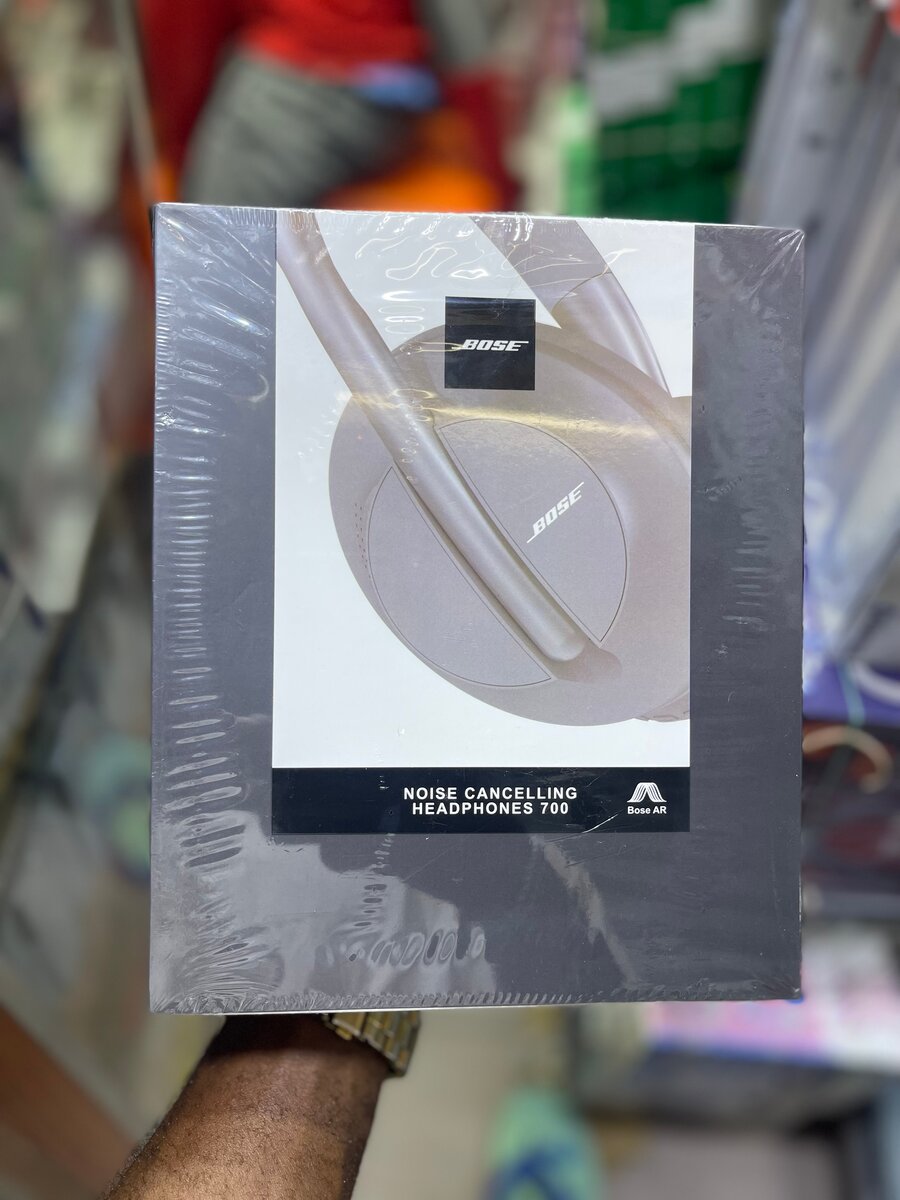 BOSE
BOSE
NOISE CANCELLING
HEADPHONES 700
Bose AR